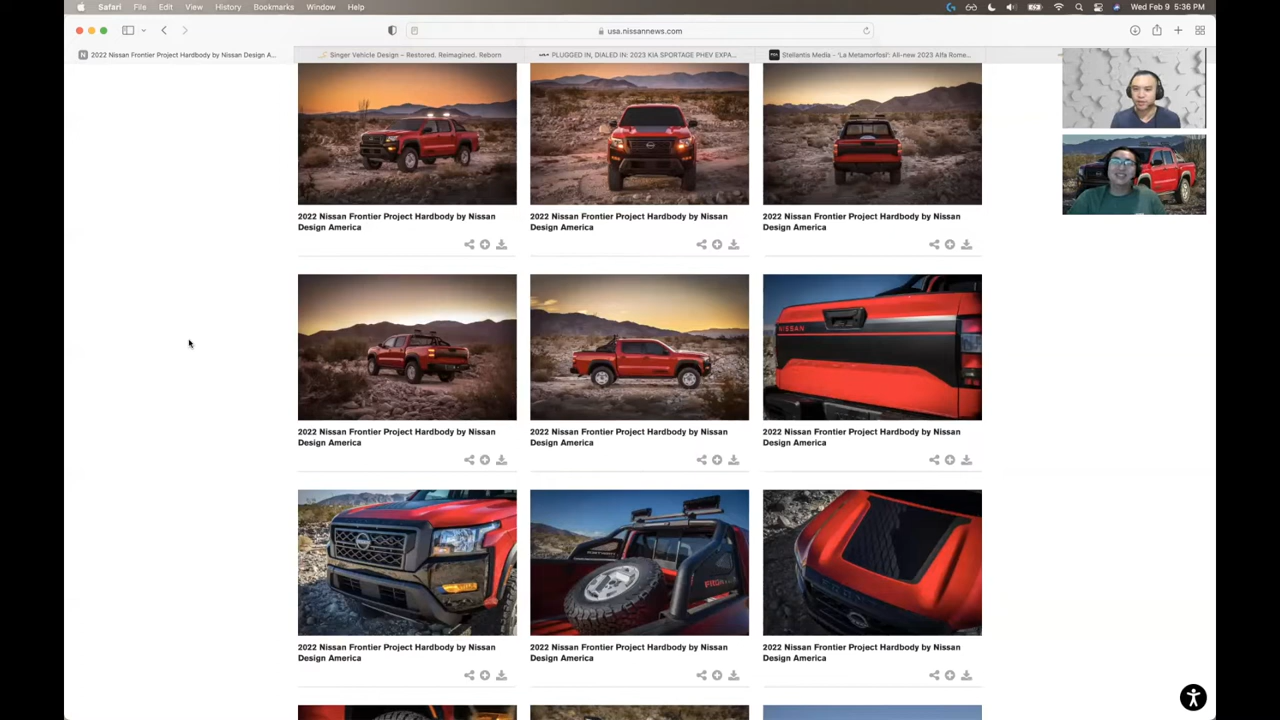 Safari File Edit View History Bookmarks Window Help
Wed Feb 9 5:36 PM
usa.nissannews.com
2022 Nissan Frontier Project Hardbody by Nissan Design A...
Singer Vehicle Design – Restored, Reimagined, Reborn
PLUGGED IN, DIALED IN: 2023 KIA SPORTAGE PHEV EXPA...
Stellantis Media - 'La Metamorfosi': All-new 2023 Alfa Rome...
2022 Nissan Frontier Project Hardbody by Nissan
Design America
2022 Nissan Frontier Project Hardbody by Nissan
Design America
2022 Nissan Frontier Project Hardbody by Nissan
Design America
NISSAN
2022 Nissan Frontier Project Hardbody by Nissan
Design America
2022 Nissan Frontier Project Hardbody by Nissan
Design America
2022 Nissan Frontier Project Hardbody by Nissan
Design America
2022 Nissan Frontier Project Hardbody by Nissan
Design America
2022 Nissan Frontier Project Hardbody by Nissan
Design America
2022 Nissan Frontier Project Hardbody by Nissan
Design America